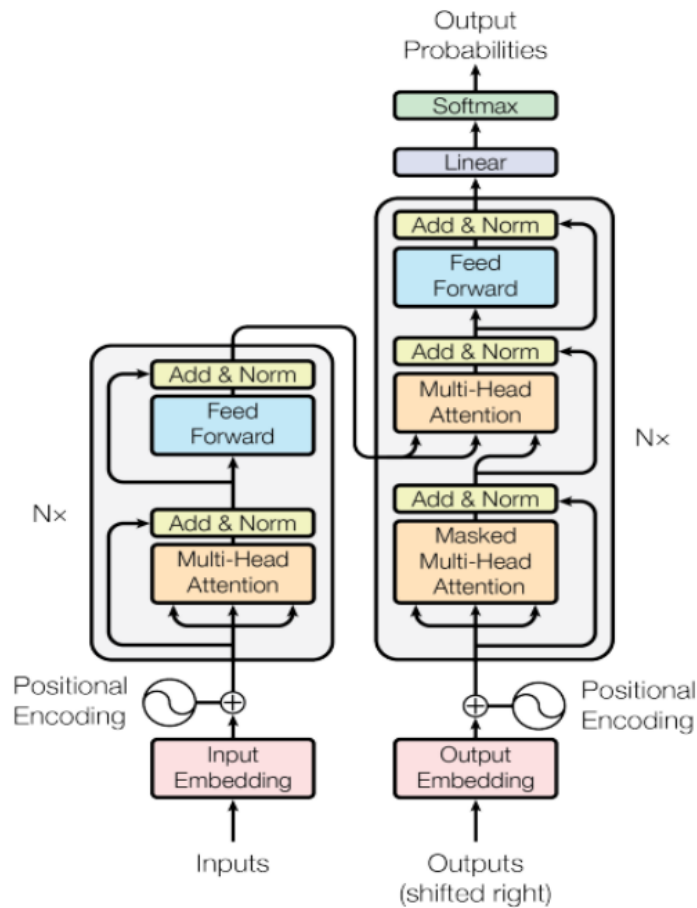 Output
Probabilities
Softmax
Linear
Add & Norm
Feed
Forward
Add & Norm
Multi-Head
Attention
Add & Norm
Masked
Multi-Head
Attention
N×
Add & Norm
Feed
Forward
Add & Norm
Multi-Head
Attention
N×
Positional
Encoding
Positional
Encoding
Input
Embedding
Output
Embedding
Inputs
Outputs
(shifted right)